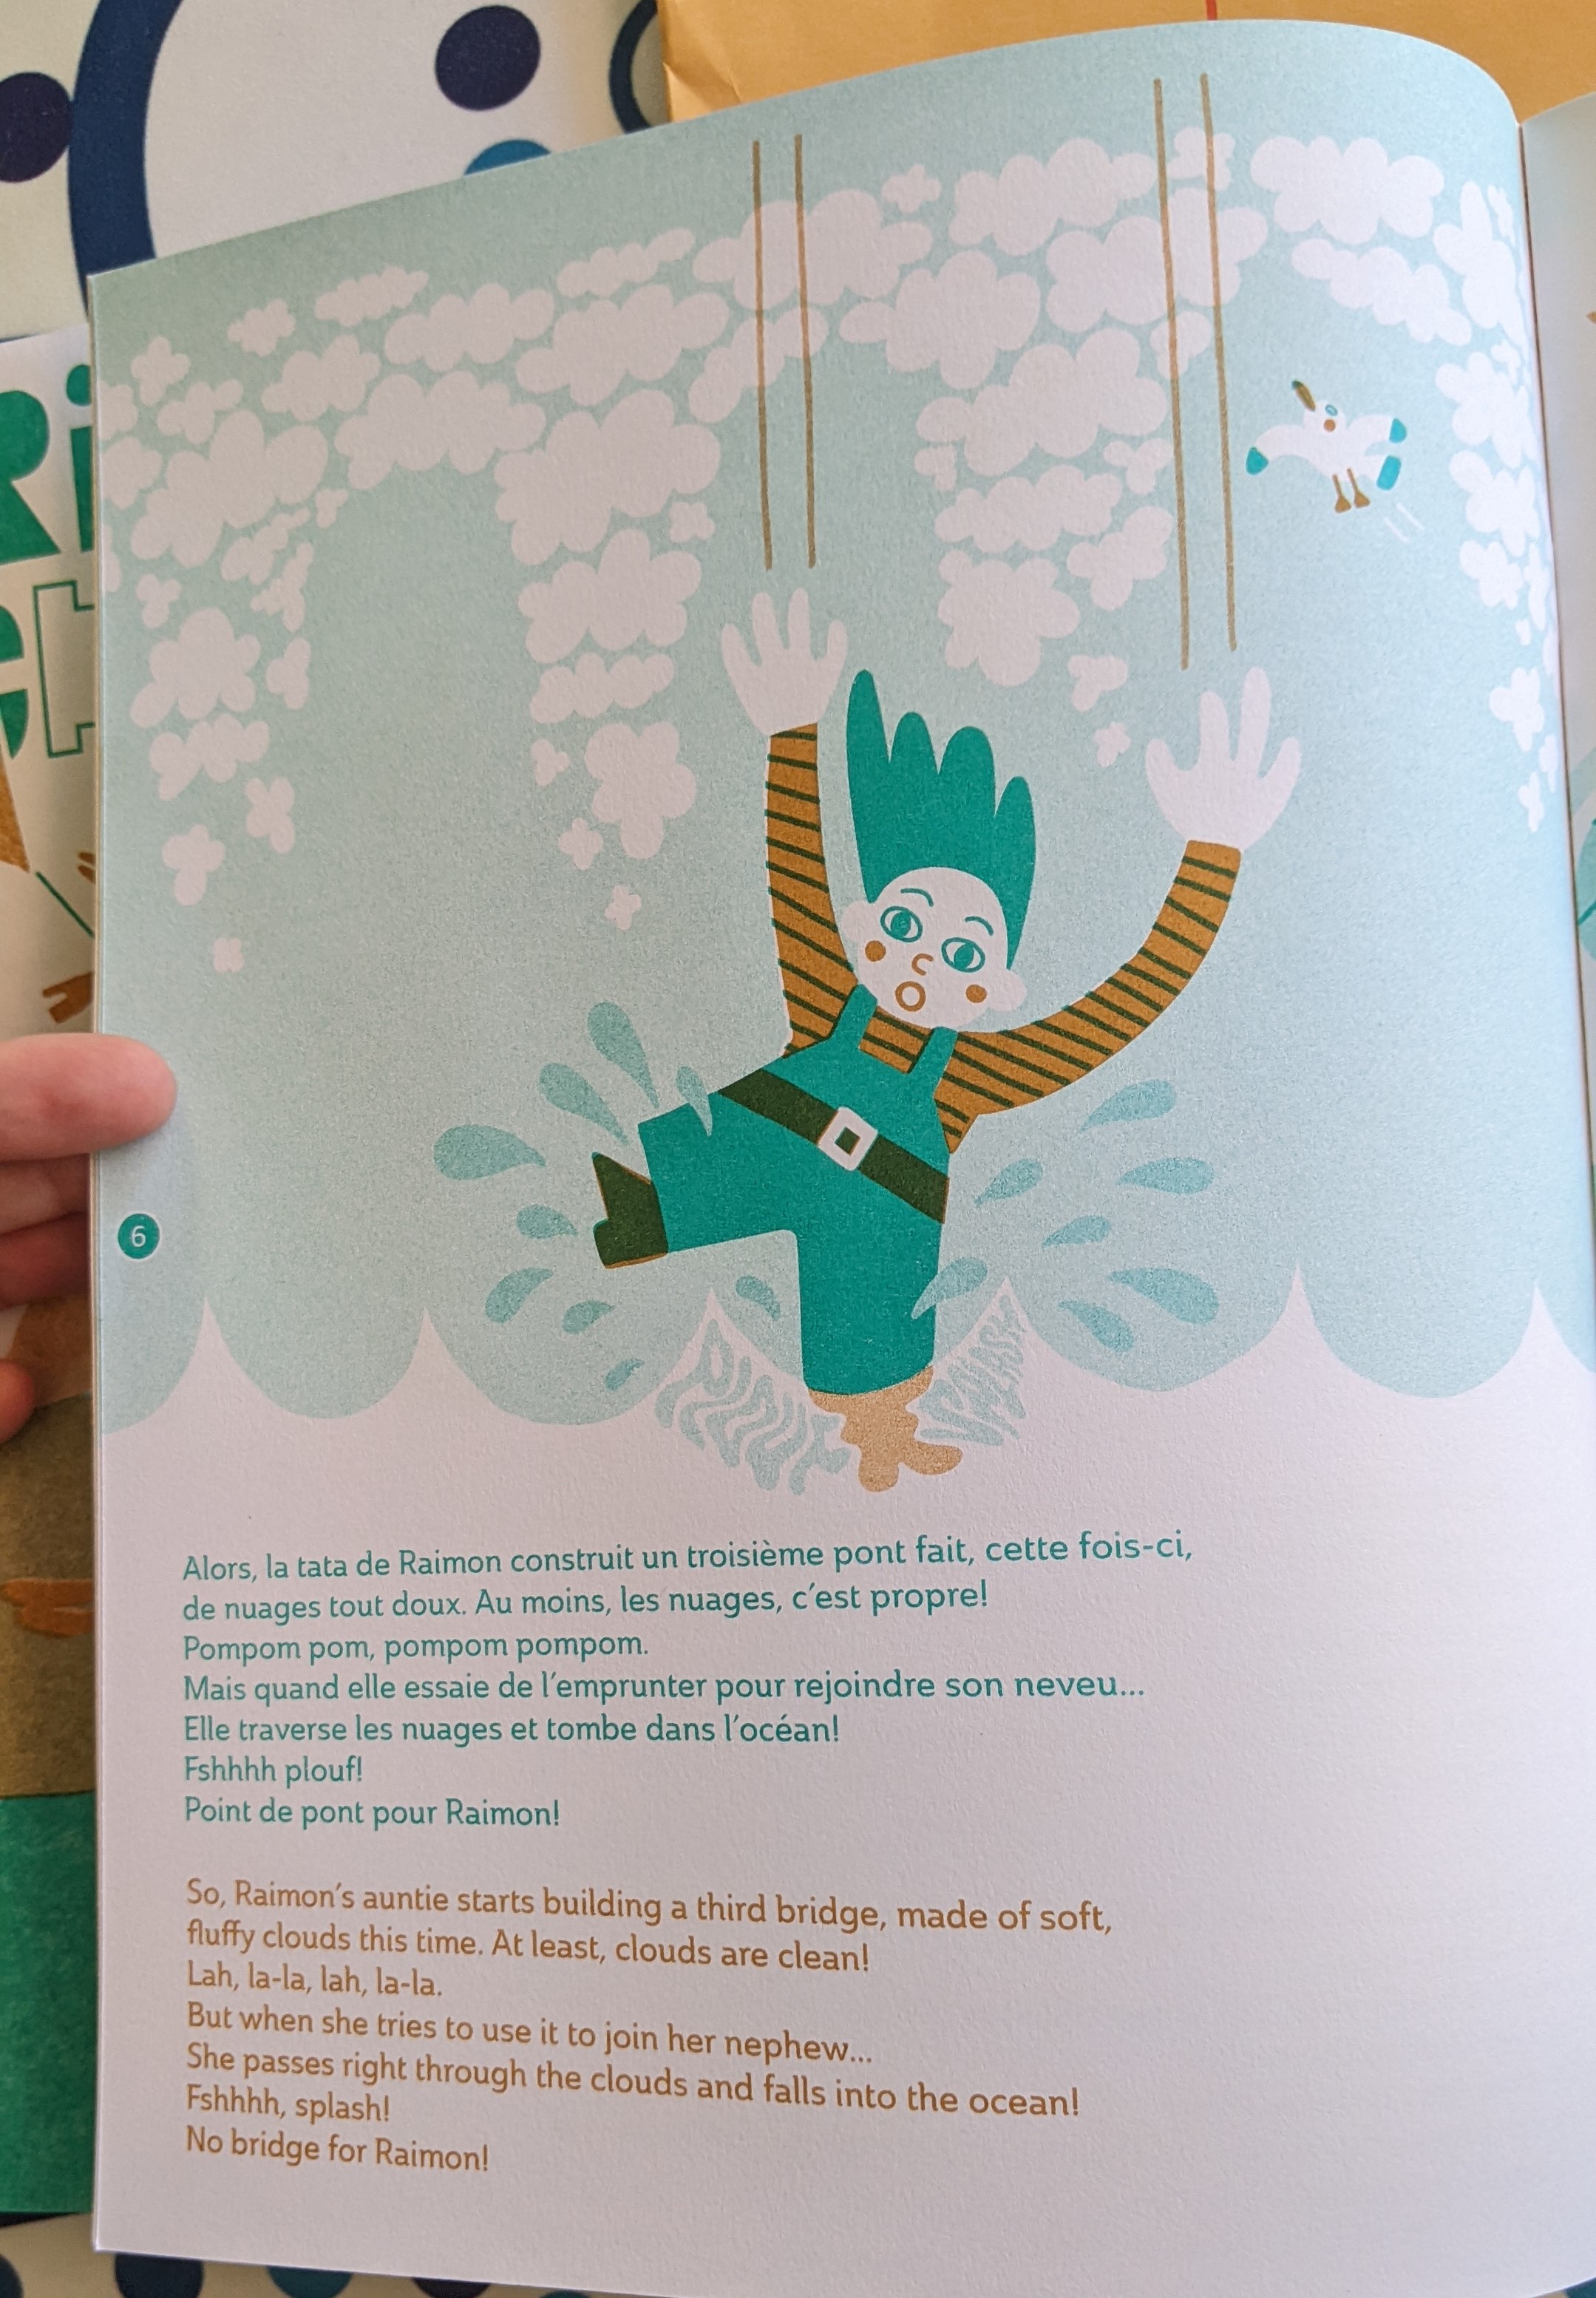 Ri
CH
PLOUF
SPLASH
6
Alors, la tata de Raimon construit un troisième pont fait, cette fois-ci,
de nuages tout doux. Au moins, les nuages, c'est propre!
Pompom pom, pompom pompom.
Mais quand elle essaie de l'emprunter pour rejoindre son neveu...
Elle traverse les nuages et tombe dans l'océan!
Fshhhh plouf!
Point de pont pour Raimon!
So, Raimon's auntie starts building a third bridge, made of soft,
fluffy clouds this time. At least, clouds are clean!
Lah, la-la, lah, la-la.
But when she tries to use it to join her nephew...
She passes right through the clouds and falls into the ocean!
Fshhhh, splash!
No bridge for Raimon!